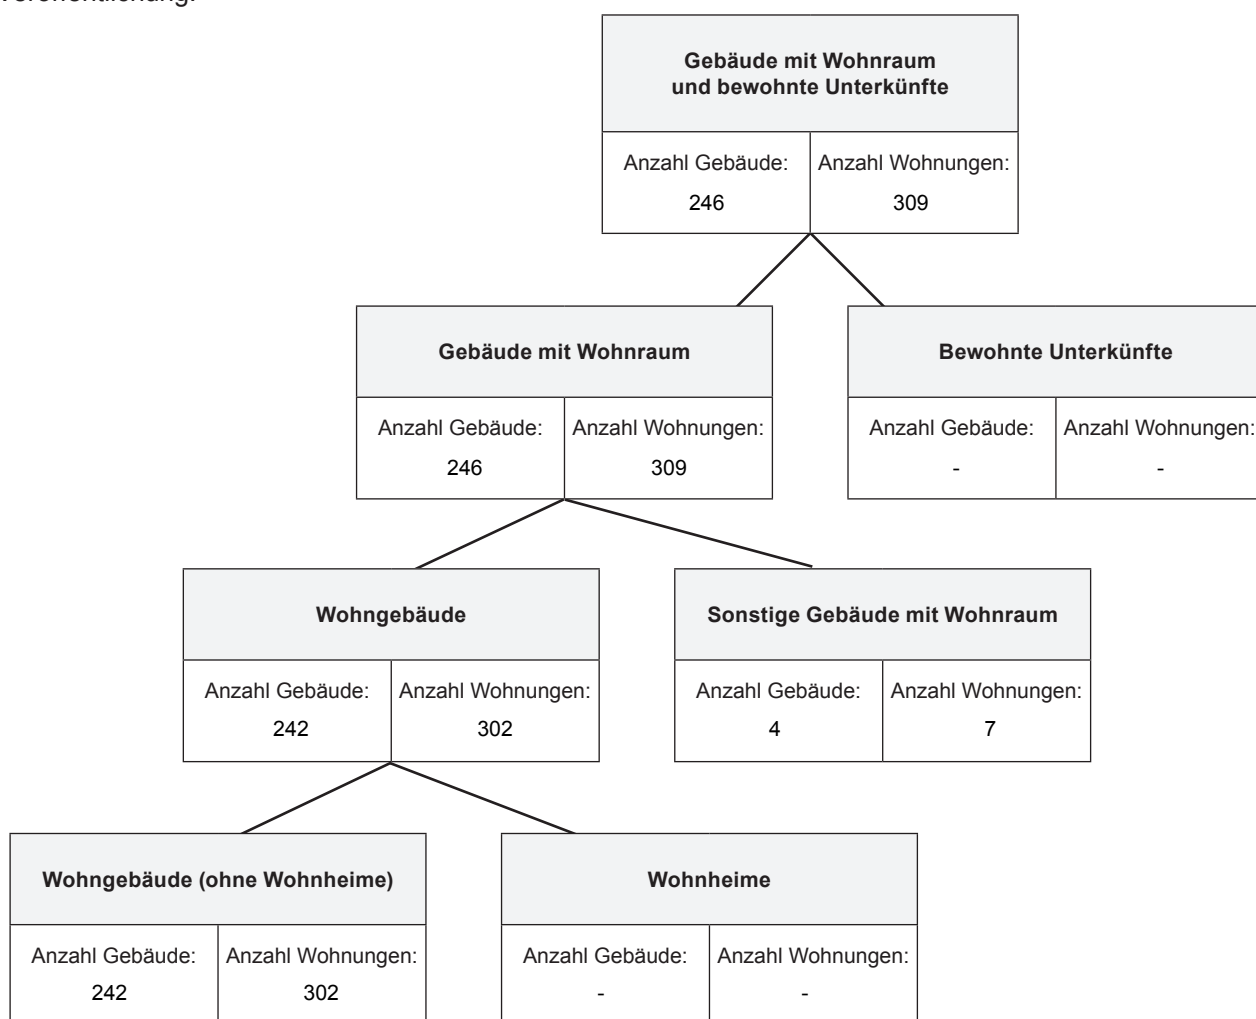 Veröffentlichung.
Gebäude mit Wohnraum
und bewohnte Unterkünfte
Anzahl Gebäude:
Anzahl Wohnungen:
246
309
Gebäude mit Wohnraum
Bewohnte Unterkünfte
Anzahl Gebäude:
Anzahl Wohnungen:
Anzahl Gebäude:
Anzahl Wohnungen:
246
309
-
-
Wohngebäude
Sonstige Gebäude mit Wohnraum
Anzahl Gebäude:
Anzahl Wohnungen:
Anzahl Gebäude:
Anzahl Wohnungen:
242
302
4
7
Wohngebäude (ohne Wohnheime)
Wohnheime
Anzahl Gebäude:
Anzahl Wohnungen:
Anzahl Gebäude:
Anzahl Wohnungen:
242
302
-
-